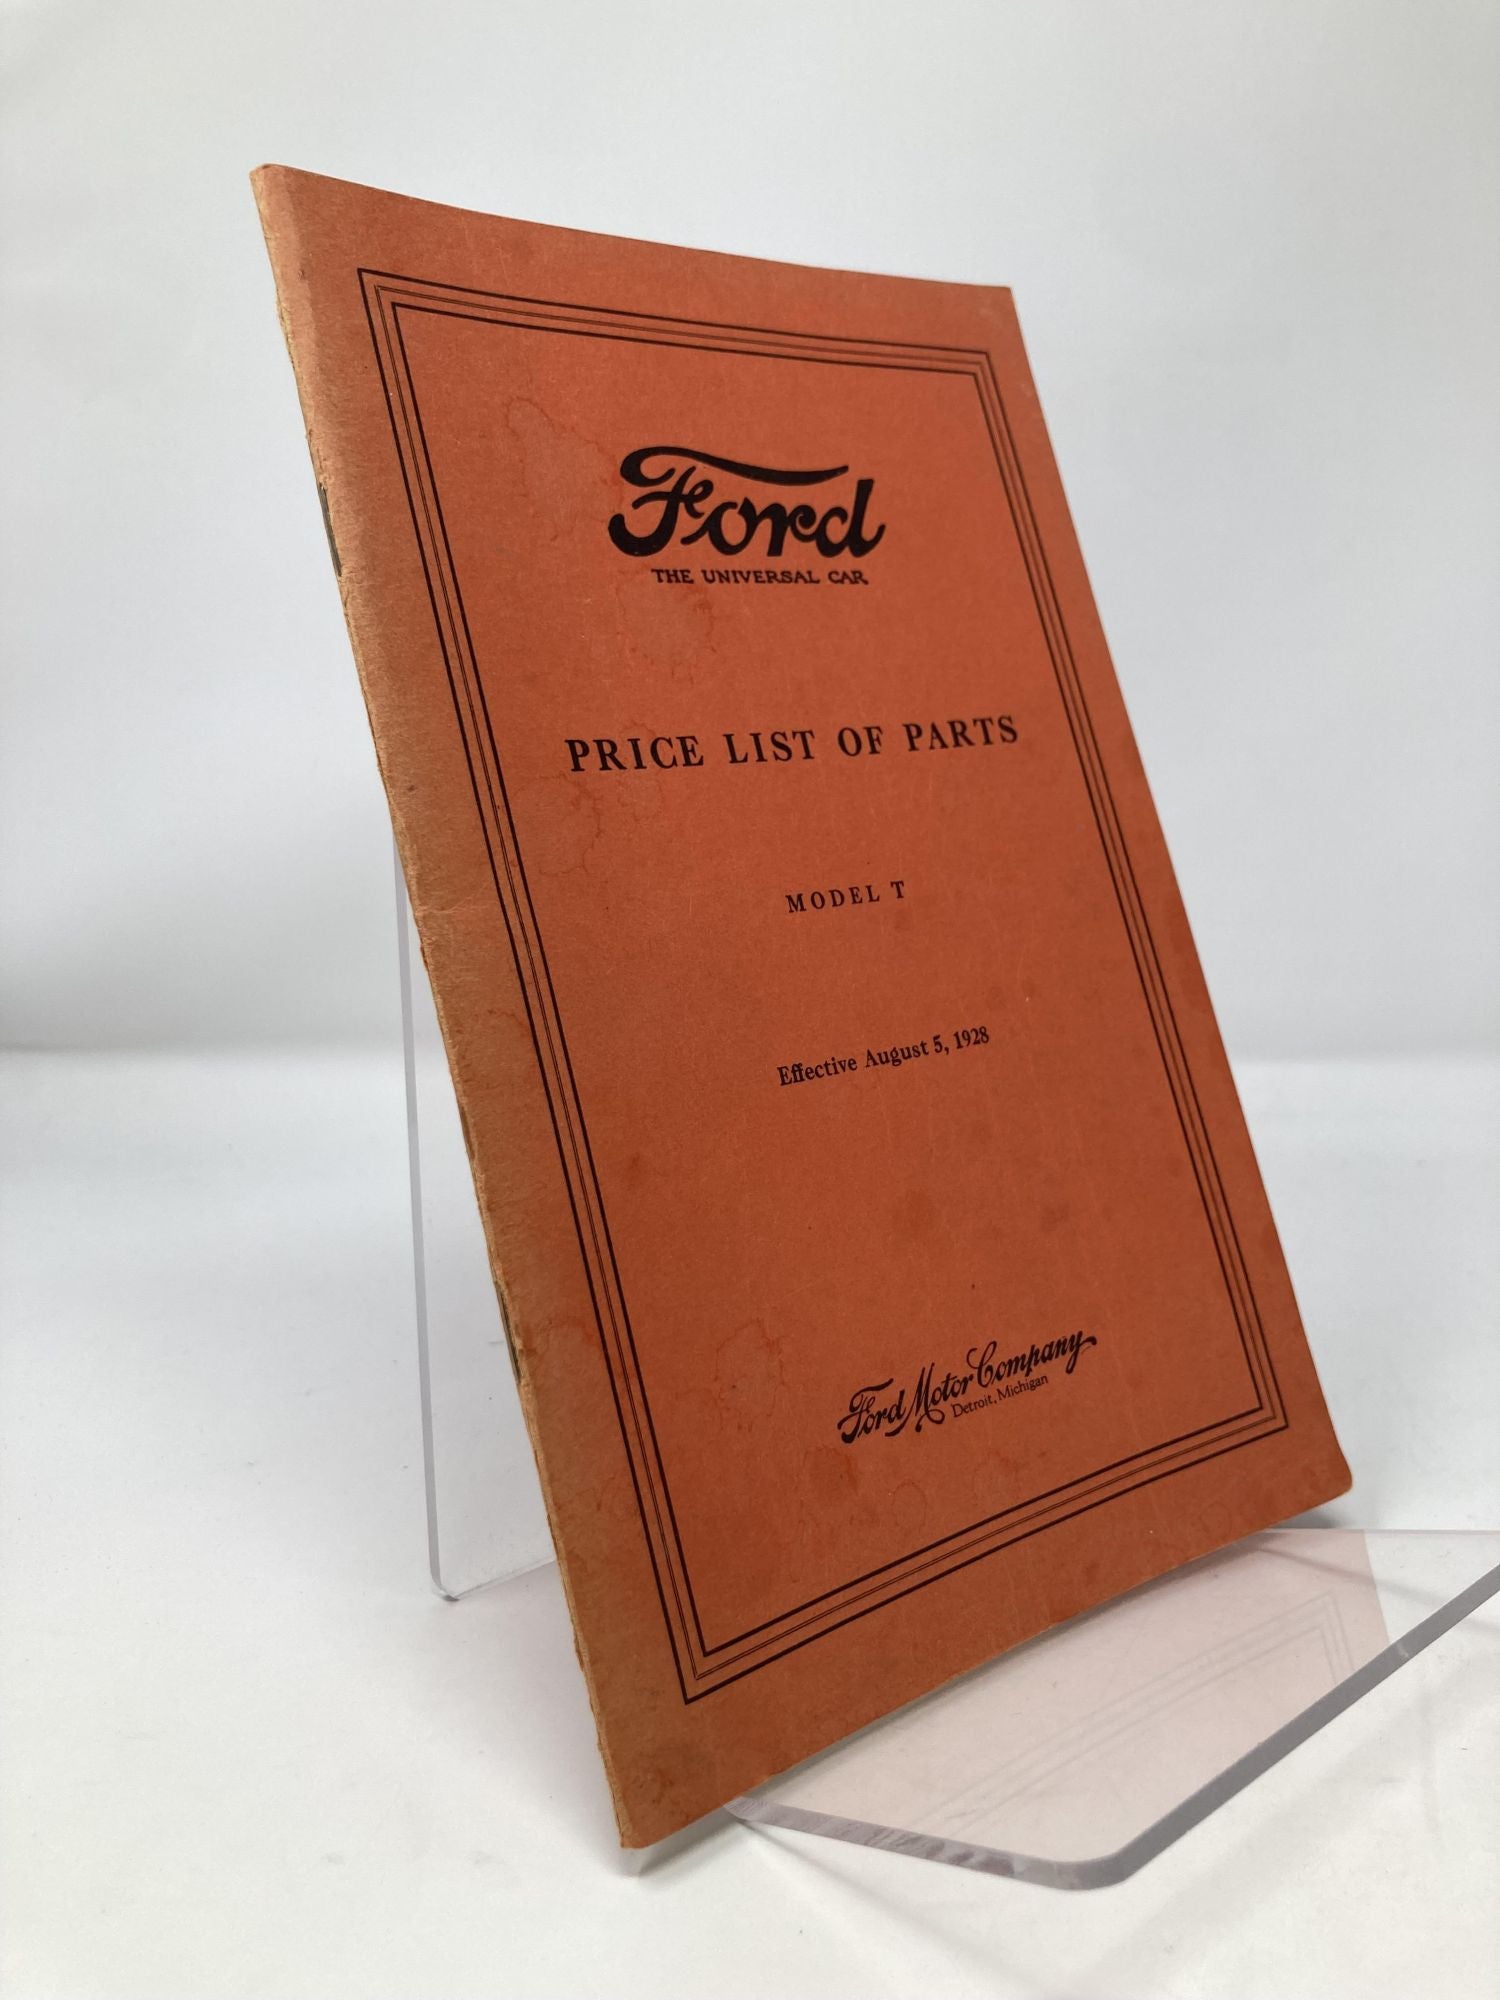 Ford
THE UNIVERSAL CAR
PRICE LIST OF PARTS
MODEL T
Effective August 5, 1928
Ford Motor Company
Detroit, Michigan